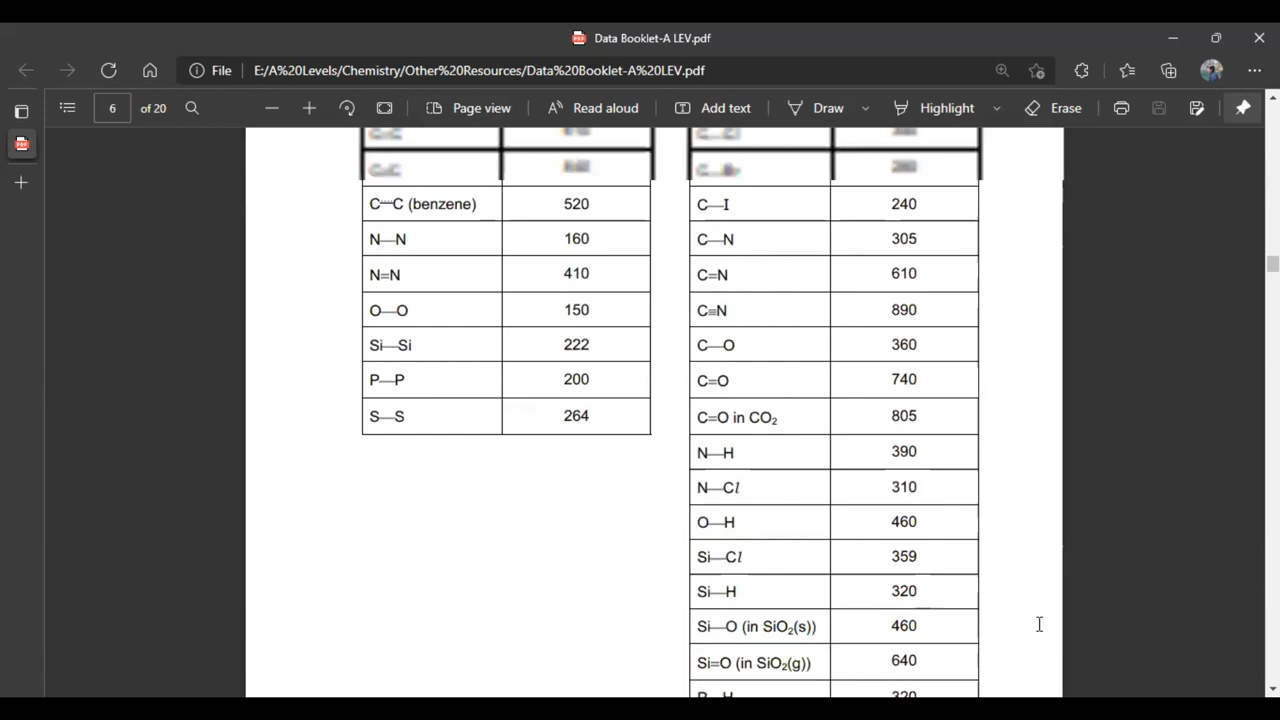 Data Booklet-A LEV.pdf
File E:/A%20Levels/Chemistry/Other%20Resources/Data%20Booklet-A%20LEV.pdf
6 of 20 Page view Read aloud Add text Draw Highlight Erase
C—C (benzene) 520
N—N 160
N=N 410
O—O 150
Si—Si 222
P—P 200
S—S 264
C—I 240
C—N 305
C=N 610
C≡N 890
C—O 360
C=O 740
C=O in CO₂ 805
N—H 390
N—Cl 310
O—H 460
Si—Cl 359
Si—H 320
Si—O (in SiO₂(s)) 460
Si=O (in SiO₂(g)) 640